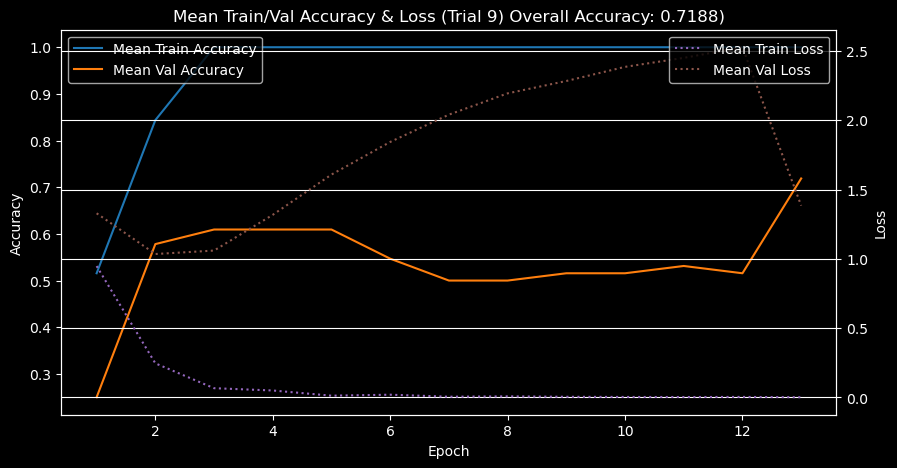 Mean Train/Val Accuracy & Loss (Trial 9) Overall Accuracy: 0.7188)
Mean Train Accuracy
Mean Val Accuracy
Mean Train Loss
Mean Val Loss
Accuracy
1.0
0.9
0.8
0.7
0.6
0.5
0.4
0.3
2.5
2.0
1.5
1.0
0.5
0.0
Loss
2
4
6
8
10
12
Epoch